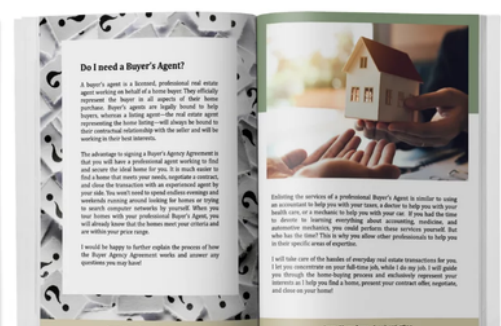 Do I need a Buyer's Agent?
A buyer's agent is a licensed, professional real estate
agent working on behalf of a home buyer. They officially
represent the buyer in all aspects of their home
purchase. Buyer's agents are legally bound to help
buyers, whereas a listing agent—the real estate agent
representing the home listing—will always be bound to
their contractual relationship with the seller and will be
working in their best interests.
The advantage to signing a Buyer's Agency Agreement is
that you will have a professional agent working to find
and secure the ideal home for you. It is much easier to
find a home that meets your needs, negotiate a contract,
and close the transaction with an experienced agent by
your side. You won't need to spend endless evenings and
weekends running around looking for homes or trying
to search computer networks by yourself. When you
tour homes with your professional Buyer's Agent, you
will already know that the homes meet your criteria and
are within your price range.
I would be happy to further explain the process of how
the Buyer Agency Agreement works and answer any
questions you may have!
Enlisting the services of a professional Buyer's Agent is similar to using
an accountant to help you with your taxes, a doctor to help you with your
health care, or a mechanic to help you with your car. If you had the time
to devote to learning everything about accounting, medicine, and
automotive mechanics, you could perform these services yourself. But
who has the time? This is why you allow other professionals to help you
in their specific areas of expertise.
I will take care of the hassles of everyday real estate transactions for you.
I let you concentrate on your full-time job, while I do my job. I will guide
you through the home-buying process and exclusively represent your
interests as I help you find a home, present your contract offer, negotiate,
and close on your home!